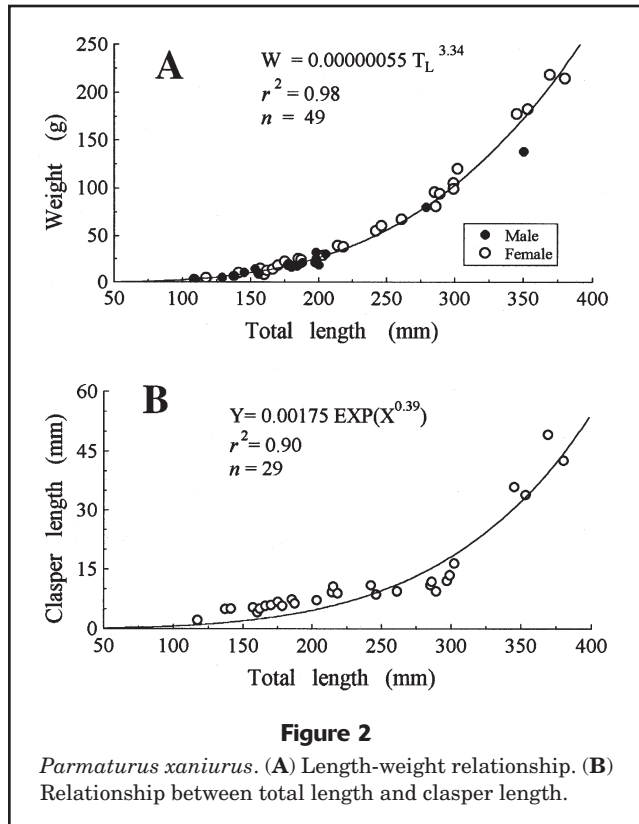 A
W = 0.00000055 T_L^3.34
r^2 = 0.98
n = 49
250
200
150
100
50
0
Weight (g)
Male
Female
50 100 150 200 250 300 350 400
Total length (mm)
B
Y= 0.00175 EXP(X^0.39)
r^2= 0.90
n = 29
60
45
30
15
0
Clasper length (mm)
50 100 150 200 250 300 350 400
Total length (mm)
Figure 2
Parmaturus xaniurus. (A) Length-weight relationship. (B)
Relationship between total length and clasper length.